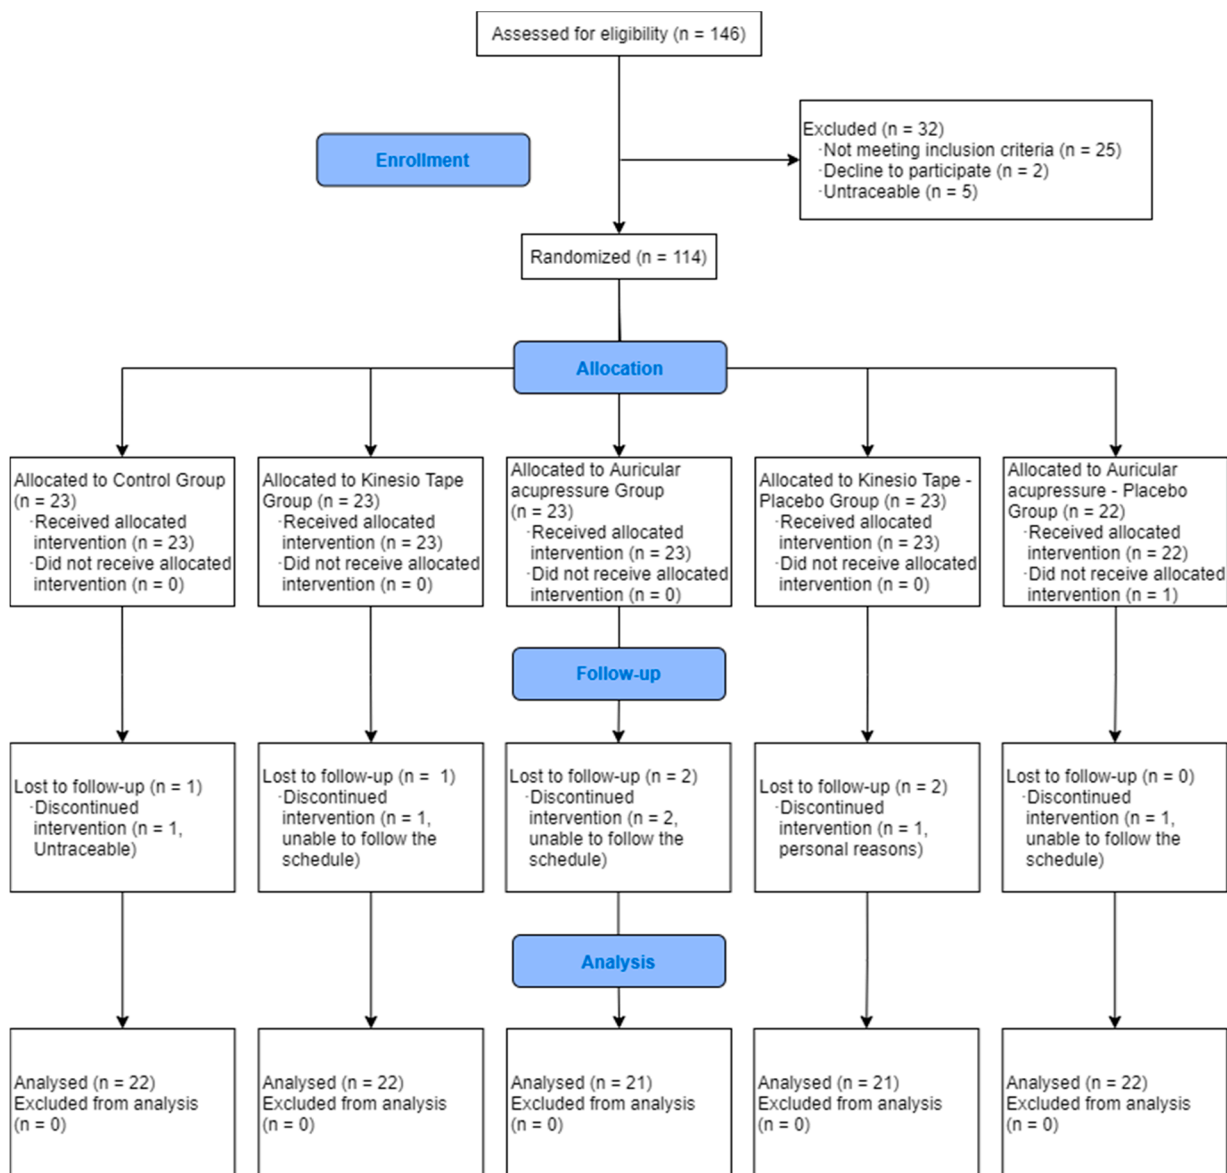 Assessed for eligibility (n = 146)
Enrollment
Excluded (n = 32)
·Not meeting inclusion criteria (n = 25)
·Decline to participate (n = 2)
·Untraceable (n = 5)
Randomized (n = 114)
Allocation
Allocated to Control Group
(n = 23)
·Received allocated
intervention (n = 23)
·Did not receive allocated
intervention (n = 0)
Allocated to Kinesio Tape
Group (n = 23)
·Received allocated
intervention (n = 23)
·Did not receive allocated
intervention (n = 0)
Allocated to Auricular
acupressure Group
(n = 23)
·Received allocated
intervention (n = 23)
·Did not receive allocated
intervention (n = 0)
Allocated to Kinesio Tape -
Placebo Group (n = 23)
·Received allocated
intervention (n = 23)
·Did not receive allocated
intervention (n = 0)
Allocated to Auricular
acupressure - Placebo
Group (n = 22)
·Received allocated
intervention (n = 22)
·Did not receive allocated
intervention (n = 1)
Follow-up
Lost to follow-up (n = 1)
·Discontinued
intervention (n = 1,
Untraceable)
Lost to follow-up (n = 1)
·Discontinued
intervention (n = 1,
unable to follow the
schedule)
Lost to follow-up (n = 2)
·Discontinued
intervention (n = 2,
unable to follow the
schedule)
Lost to follow-up (n = 2)
·Discontinued
intervention (n = 1,
personal reasons)
Lost to follow-up (n = 0)
·Discontinued
intervention (n = 1,
unable to follow the
schedule)
Analysis
Analysed (n = 22)
Excluded from analysis
(n = 0)
Analysed (n = 22)
Excluded from analysis
(n = 0)
Analysed (n = 21)
Excluded from analysis
(n = 0)
Analysed (n = 21)
Excluded from analysis
(n = 0)
Analysed (n = 22)
Excluded from analysis
(n = 0)